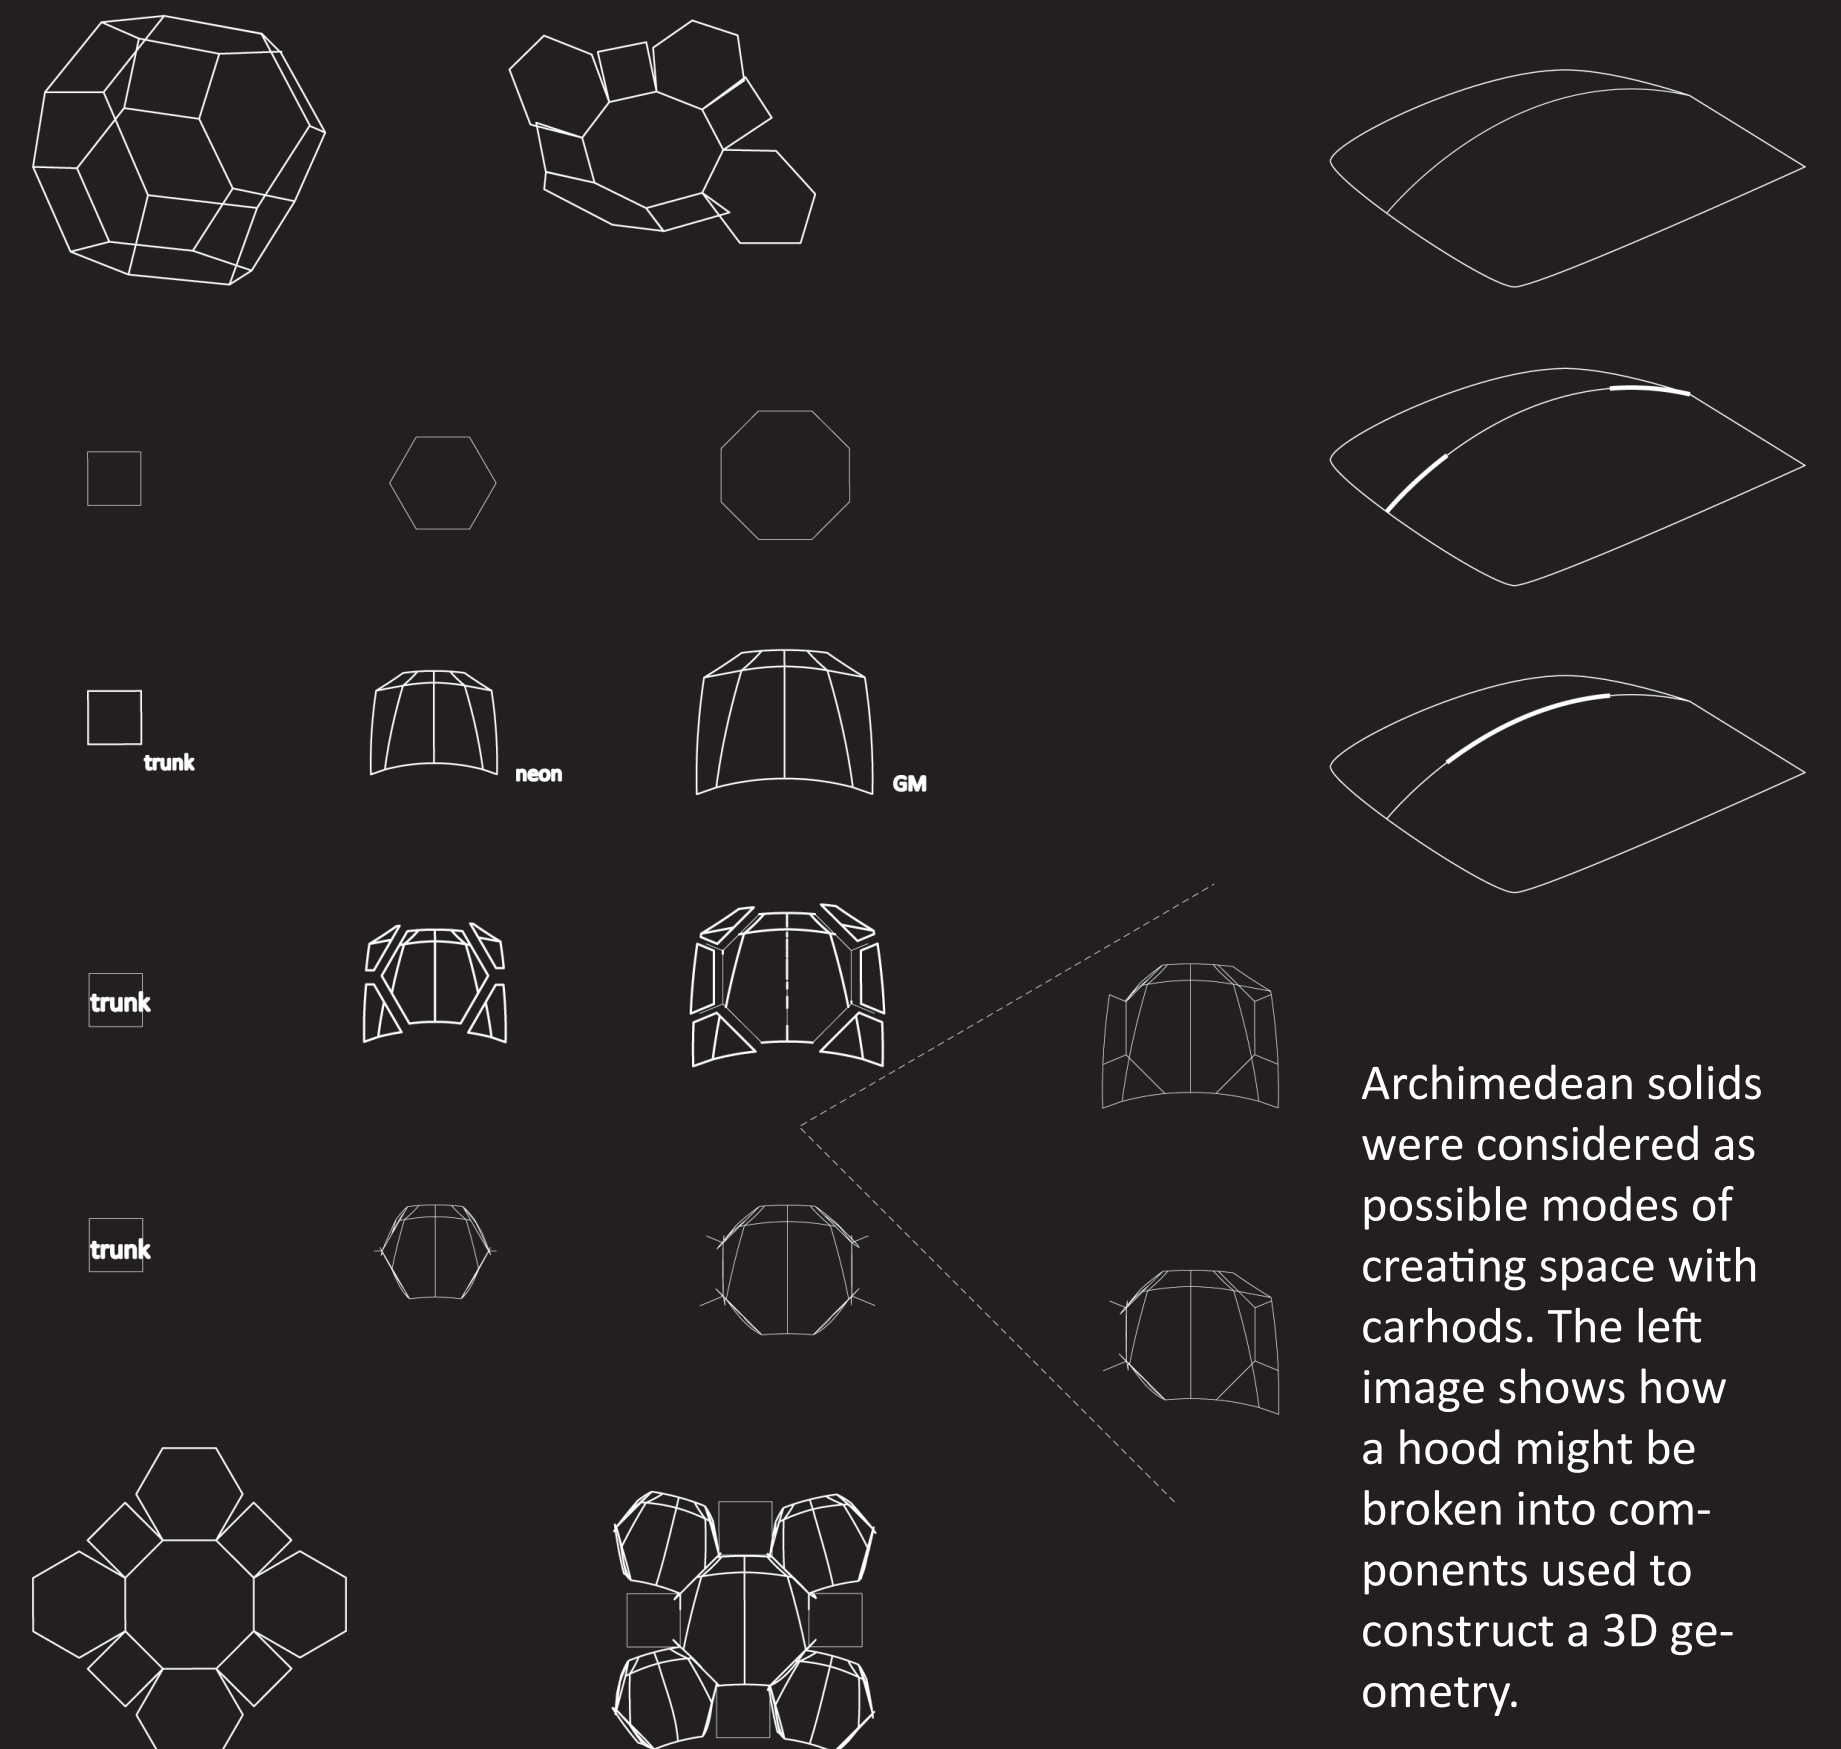 trunk
neon
GM
trunk
trunk
Archimedean solids
were considered as
possible modes of
creating space with
carhods. The left
image shows how
a hood might be
broken into com-
ponents used to
construct a 3D ge-
ometry.